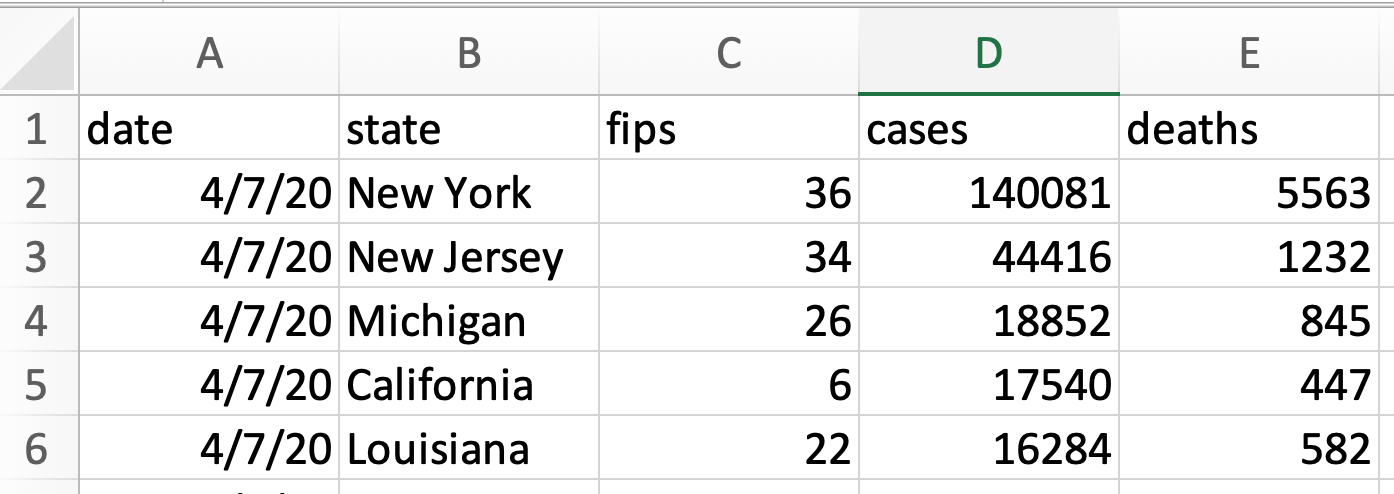 A B C D E
1 date state fips cases deaths
2 4/7/20 New York 36 140081 5563
3 4/7/20 New Jersey 34 44416 1232
4 4/7/20 Michigan 26 18852 845
5 4/7/20 California 6 17540 447
6 4/7/20 Louisiana 22 16284 582